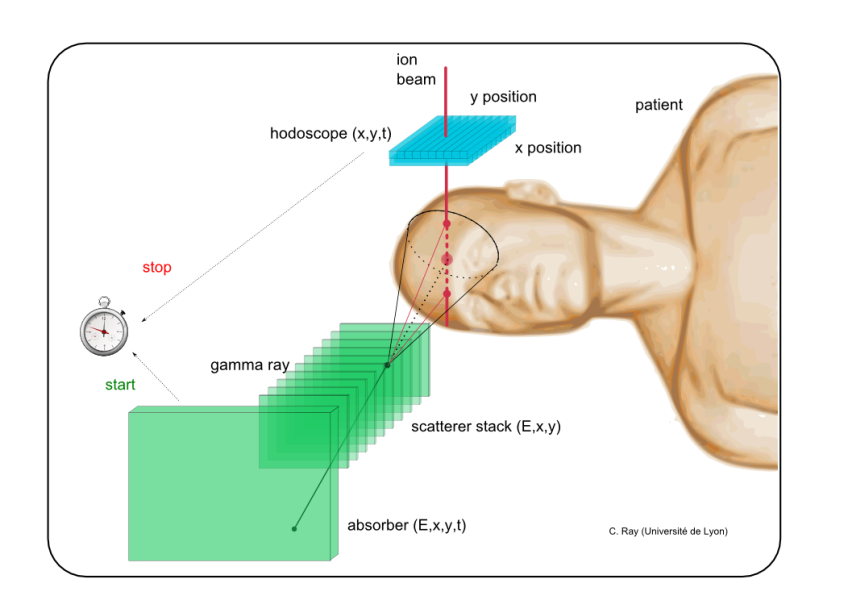 ion
beam
y position
patient
hodoscope (x,y,t)
x position
stop
gamma ray
start
scatterer stack (E,x,y)
absorber (E,x,y,t)
C. Ray (Université de Lyon)